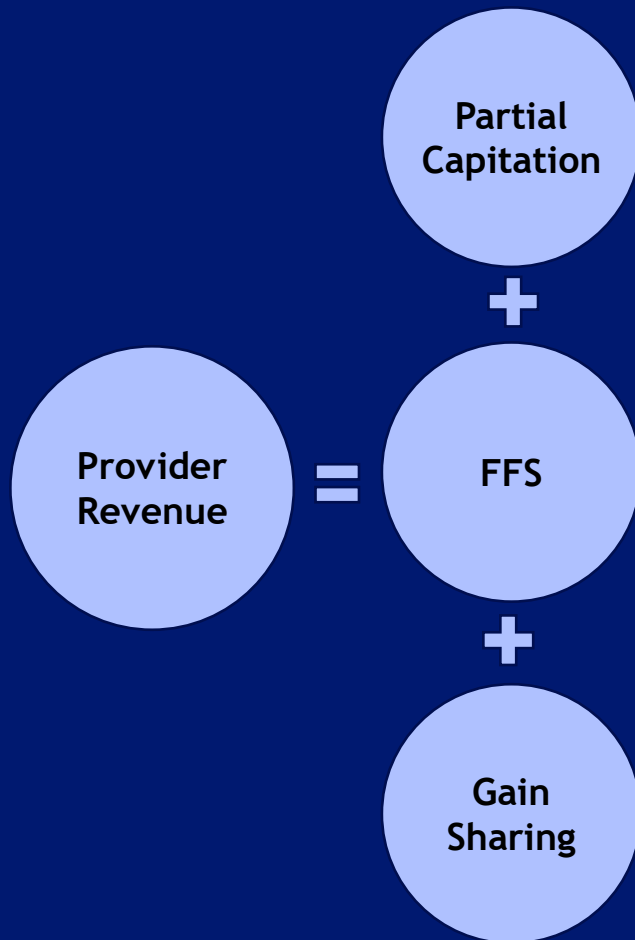 Provider
Revenue
=
Partial
Capitation
+
FFS
+
Gain
Sharing